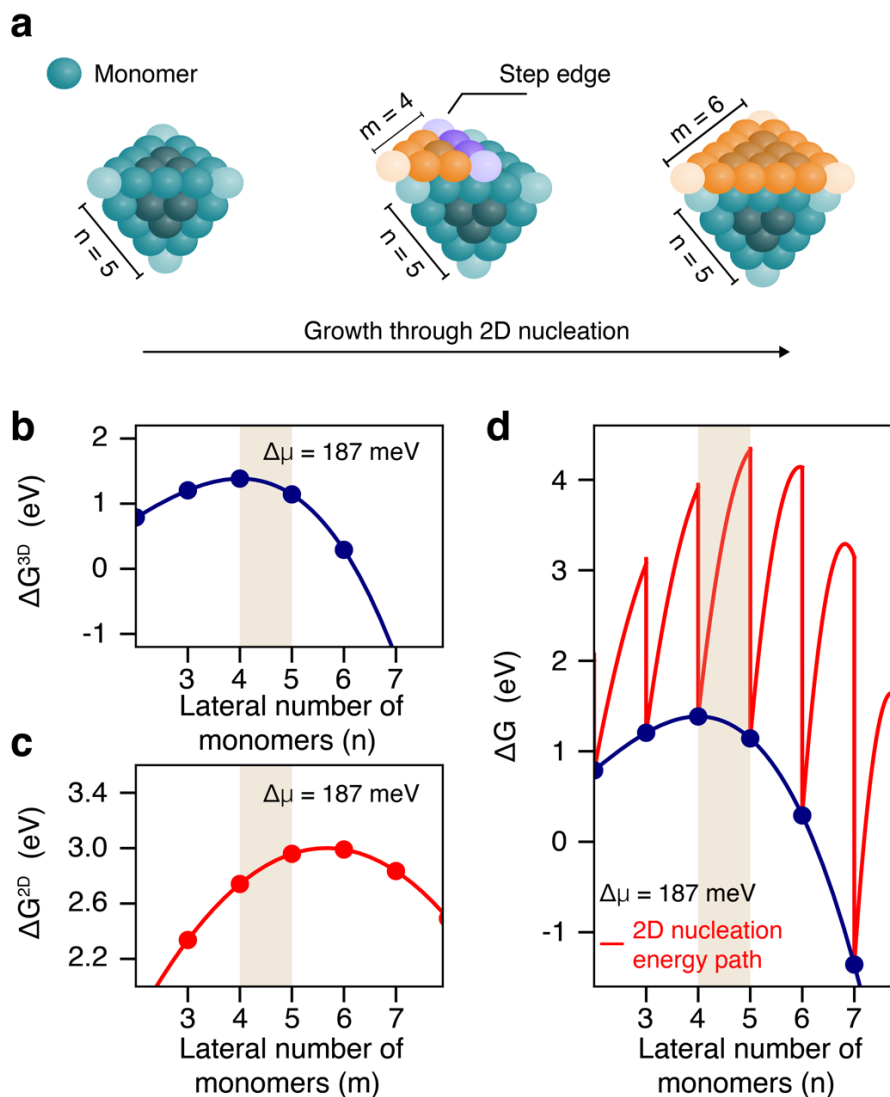 a
Monomer
Step edge
m = 4
m = 6
n = 5
n = 5
n = 5
Growth through 2D nucleation
b
Δμ = 187 meV
ΔG3D (eV)
2
1
0
-1
3 4 5 6 7
Lateral number of
monomers (n)
c
Δμ = 187 meV
ΔG2D (eV)
3.4
3.0
2.6
2.2
3 4 5 6 7
Lateral number of
monomers (m)
d
ΔG (eV)
4
3
2
1
0
-1
Δμ = 187 meV
2D nucleation
energy path
3 4 5 6 7
Lateral number of
monomers (n)